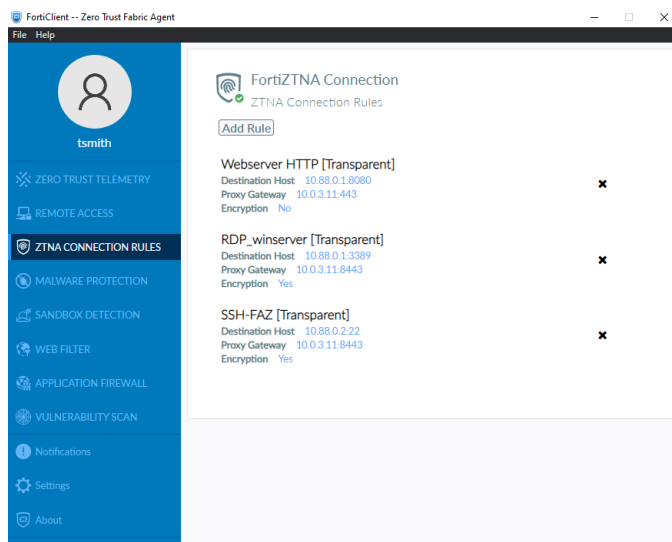 FortiClient -- Zero Trust Fabric Agent
File Help
tsmith
ZERO TRUST TELEMETRY
REMOTE ACCESS
ZTNA CONNECTION RULES
MALWARE PROTECTION
SANDBOX DETECTION
WEB FILTER
APPLICATION FIREWALL
VULNERABILITY SCAN
Notifications
Settings
About
FortiZTNA Connection
ZTNA Connection Rules
Add Rule
Webserver HTTP [Transparent]
Destination Host 10.88.0.1:8080
Proxy Gateway 10.0.3.11:443
Encryption No
RDP_winserver [Transparent]
Destination Host 10.88.0.1:3389
Proxy Gateway 10.0.3.11:8443
Encryption Yes
SSH-FAZ [Transparent]
Destination Host 10.88.0.2:22
Proxy Gateway 10.0.3.11:8443
Encryption Yes